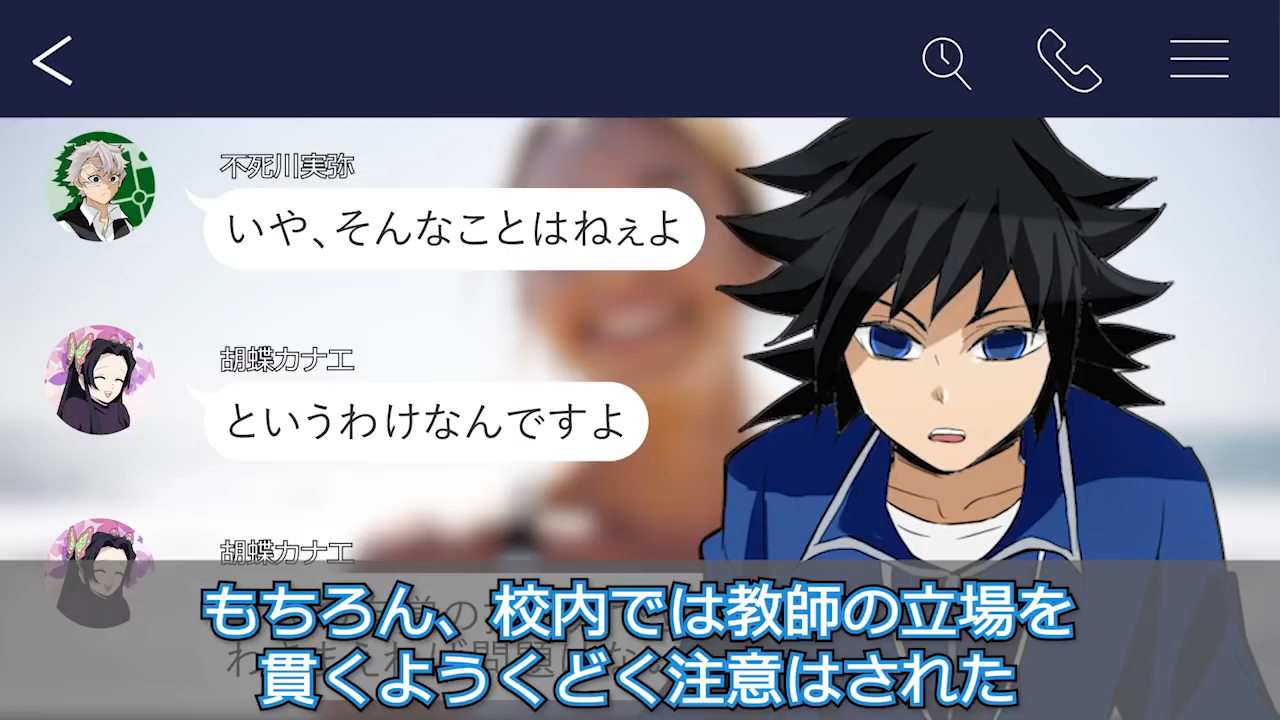 不死川実弥
いや、そんなことはねぇよ
胡蝶カナエ
というわけなんですよ
胡蝶カナエ
もちろん、校内では教師の立場を
貫くようくどく注意はされた